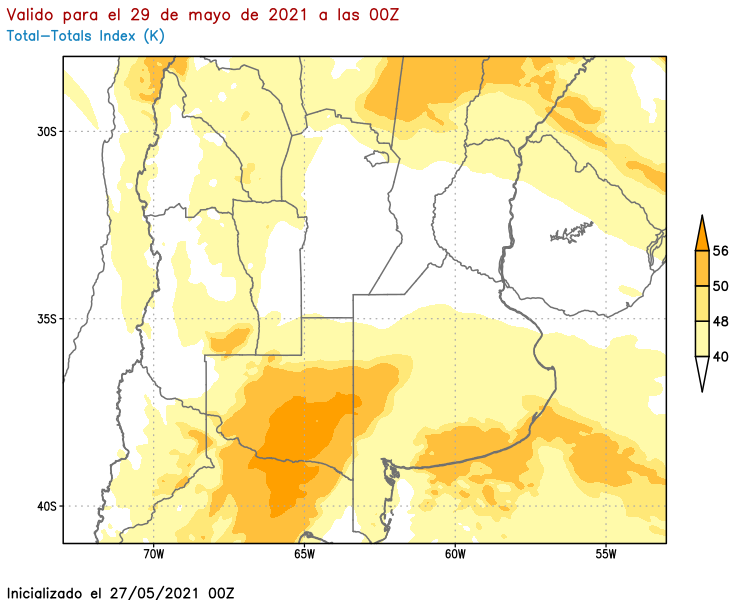 Valido para el 29 de mayo de 2021 a las 00Z
Total-Totals Index (K)
30S
35S
40S
70W 65W 60W 55W
56
50
48
40
Inicializado el 27/05/2021 00Z